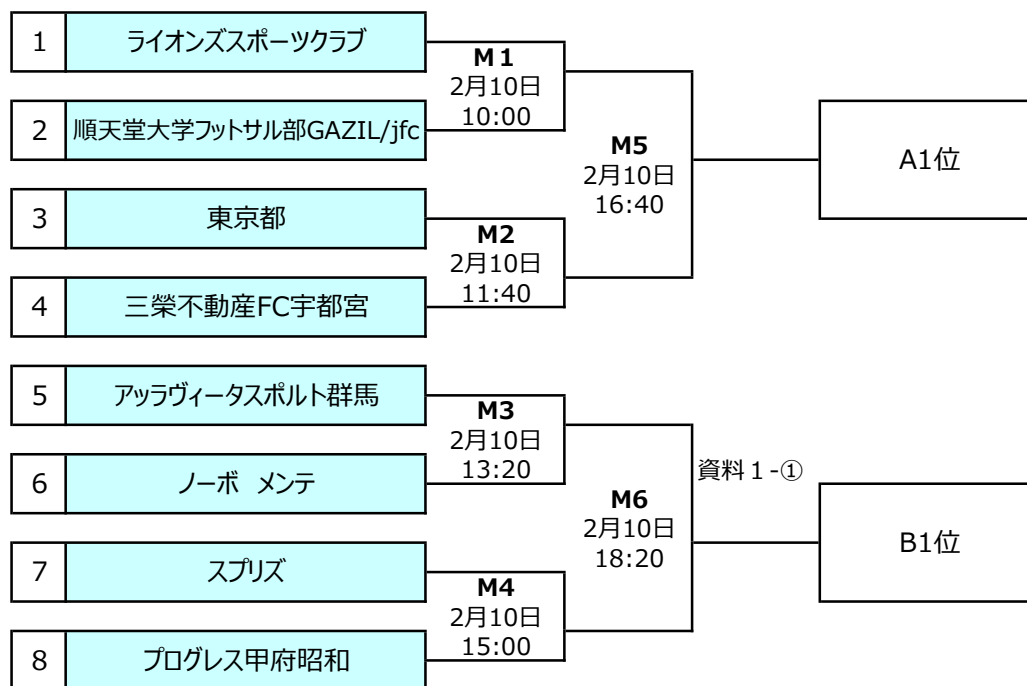 1 ライオンズスポーツクラブ
M１
2月10日
10:00
2 順天堂大学フットサル部GAZIL/jfc
M5
2月10日
16:40
A1位
3 東京都
M2
2月10日
11:40
4 三榮不動産FC宇都宮
5 アッラヴィータスポルト群馬
M3
2月10日
13:20
6 ノーボ　メンテ
資料１-①
M6
2月10日
18:20
B1位
7 スプリズ
M4
2月10日
15:00
8 プログレス甲府昭和